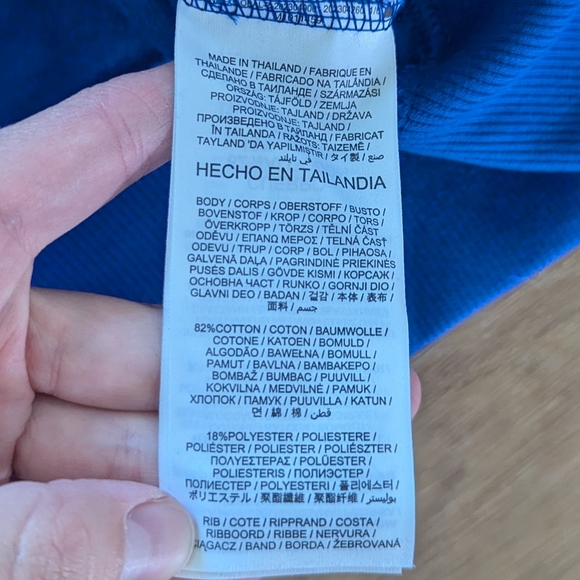 MADE IN THAILAND / FABRIQUE EN
THAILANDE / FABRICADO NA TAILÂNDIA /
СДЕЛАНО В ТАИЛАНДЕ / SZÁRMAZÁSI
ORSZÁG: TÁJFÖLD / ZEMLJA
PROIZVODNJE: TAJLAND / DRŽAVA
PROIZVODNJE: TAJLAND /
ПРОИЗВЕДЕНО В ТАЙЛАНД / FABRICAT
ÎN TAILANDA / RAŽOTS: TAIZEMĒ /
TAYLAND 'DA YAPILMIŞTIR / タイ製 / صنع
في تايلند
HECHO EN TAILANDIA
BODY / CORPS / OBERSTOFF / BUSTO /
BOVENSTOF / KROP / CORPO / TORS /
ÖVERKROPP / TÖRZS / TĚLNÍ ČÁST
ODĚVU / ΕΠΑΝΩ ΜΕΡΟΣ / TELNÁ ČASŤ
ODEVU / TRUP / CORP / BOL / PIHAOSA /
GALVENĀ DAĻA / PAGRINDINĖ PRIEKINĖS
PUSĖS DALIS / GÖVDE KISMI / КОРСАЖ /
ОСНОВНА ЧАСТ / RUNKO / GORNJI DIO /
GLAVNI DEO / BADAN / 겉감 / 本体 / 表布 /
面料 / جسم
82%COTTON / COTON / BAUMWOLLE /
COTONE / KATOEN / BOMULD /
ALGODÃO / BAWEŁNA / BOMULL /
PAMUT / BAVLNA / ΒΑΜΒΑΚΕΡΟ /
BOMBAŽ / BUMBAC / PUUVILL /
KOKVILNA / MEDVILNĖ / PAMUK /
ХЛОПОК / ПАМУК / PUUVILLA / KATUN /
면 / 綿 / 棉 / قطن
18%POLYESTER / POLIESTERE /
POLIÉSTER / POLIESTER / POLIÉSZTER /
ΠΟΛΥΕΣΤΕΡΑΣ / POLÜESTER /
POLIESTERIS / ПОЛИЭСТЕР /
ПОЛИЕСТЕР / POLYESTERI / 폴리에스터 /
ポリエステル / 聚酯纖維 / 聚酯纤维 / بوليستر
RIB / COTE / RIPPRAND / COSTA /
RIBBOORD / RIBBE / NERVURA /
ŚCIĄGACZ / BAND / BORDA / ŽEBROVANÁ